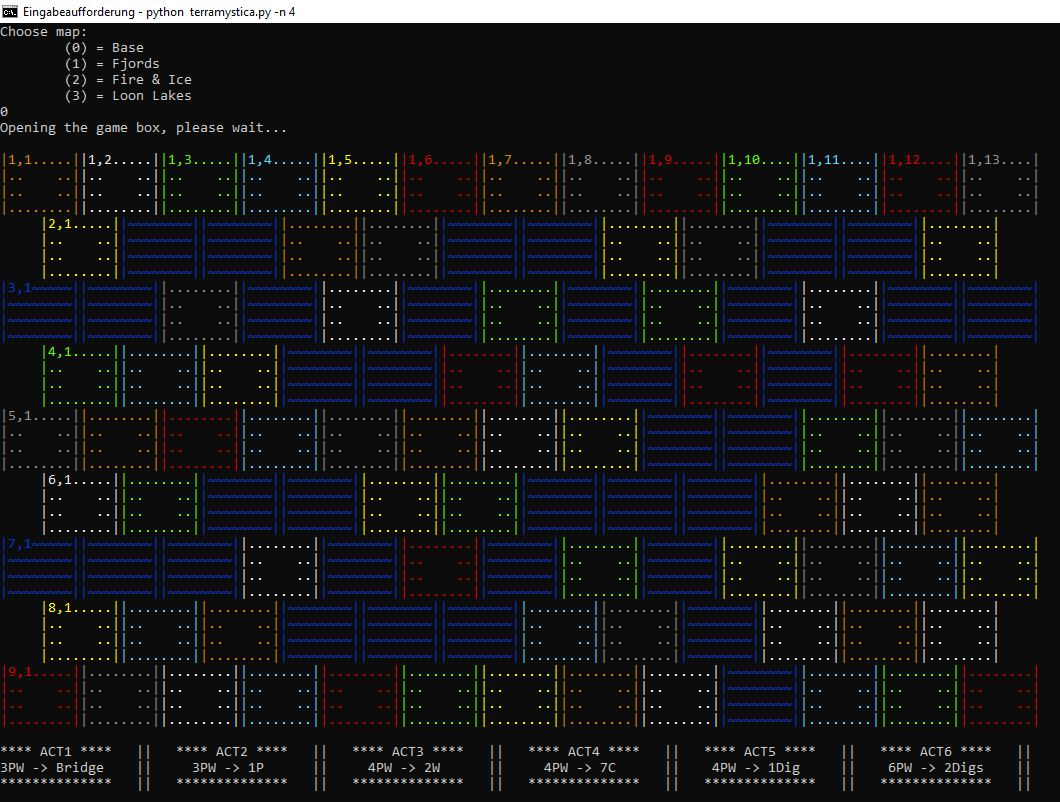 Eingabeaufforderung - python  terramystica.py -n 4
Choose map:
(0) = Base
(1) = Fjords
(2) = Fire & Ice
(3) = Loon Lakes
0
Opening the game box, please wait...
|1,1.....||1,2.....||1,3.....||1,4.....||1,5.....||1,6.....||1,7.....||1,8.....||1,9.....||1,10....||1,11....||1,12....||1,13....|
2,1
3,1
4,1
5,1
6,1
7,1
8,1
9,1
**** ACT1 ****   ||   **** ACT2 ****   ||   **** ACT3 ****   ||   **** ACT4 ****   ||   **** ACT5 ****   ||   **** ACT6 ****   ||
3PW -> Bridge    ||     3PW -> 1P      ||     4PW -> 2W      ||     4PW -> 7C      ||    4PW -> 1Dig     ||    6PW -> 2Digs    ||
**************   ||   **************   ||   **************   ||   **************   ||   **************   ||   **************   ||